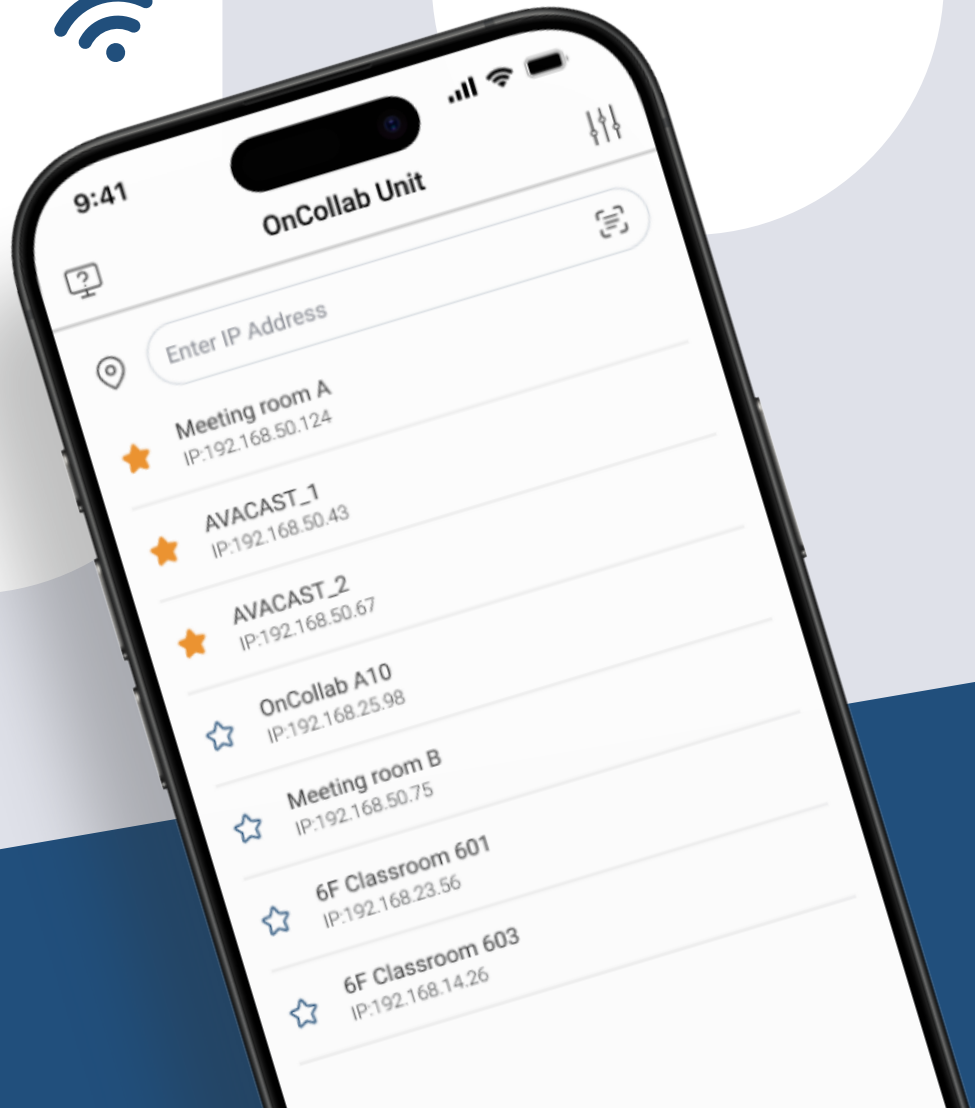 9:41
OnCollab Unit
Enter IP Address
Meeting room A
IP:192.168.50.124
AVACAST_1
IP:192.168.50.43
AVACAST_2
IP:192.168.50.67
OnCollab A10
IP:192.168.25.98
Meeting room B
IP:192.168.50.75
6F Classroom 601
IP:192.168.23.56
6F Classroom 603
IP:192.168.14.26